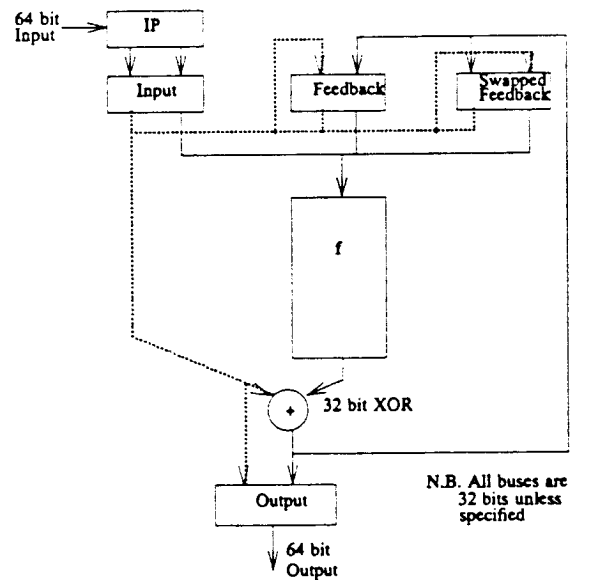 64 bit
Input
IP
Input
Feedback
Swapped
Feedback
f
+
32 bit XOR
Output
N.B. All buses are
32 bits unless
specified
64 bit
Output